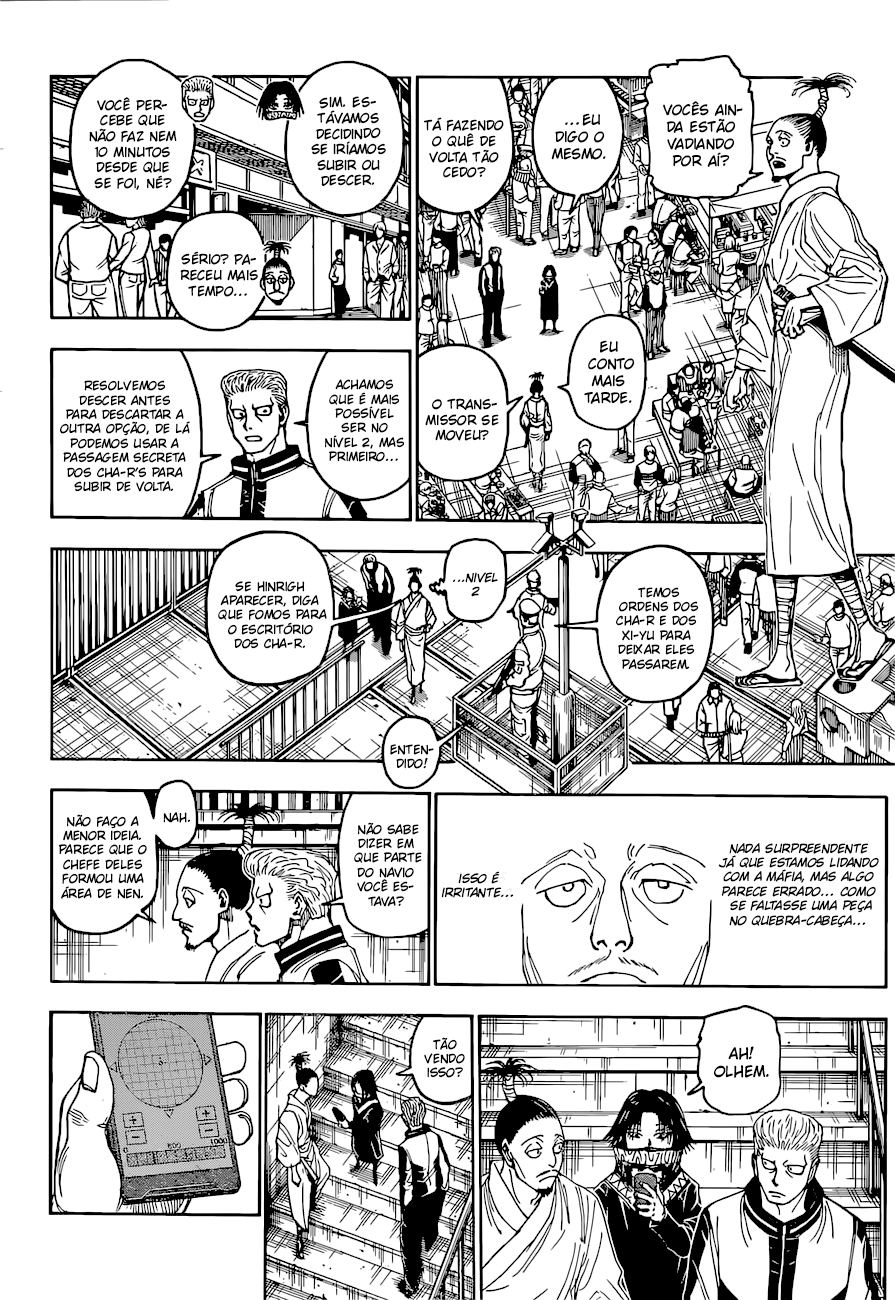 VOCÊS AIN-
DA ESTÃO
VADIANDO
POR AÍ?
...EU
DIGO O
MESMO.
TÁ FAZENDO
O QUÊ DE
VOLTA TÃO
CEDO?
EU
CONTO
MAIS
TARDE.
O TRANS-
MISSOR SE
MOVEU?
SIM. ES-
TÁVAMOS
DECIDINDO
SE IRÍAMOS
SUBIR OU
DESCER.
VOCÊ PER-
CEBE QUE
NÃO FAZ NEM
10 MINUTOS
DESDE QUE
SE FOI, NÉ?
SÉRIO? PA-
RECEU MAIS
TEMPO...
ACHAMOS
QUE É MAIS
POSSÍVEL
SER NO
NÍVEL 2, MAS
PRIMEIRO...
RESOLVEMOS
DESCER ANTES
PARA DESCARTAR A
OUTRA OPÇÃO, DE LÁ
PODEMOS USAR A
PASSAGEM SECRETA
DOS CHA-R'S PARA
SUBIR DE VOLTA.
TEMOS
ORDENS DOS
CHA-R E DOS
XI-YU PARA
DEIXAR ELES
PASSAREM.
...NIVEL
2
SE HINRIGH
APARECER, DIGA
QUE FOMOS PARA
O ESCRITÓRIO
DOS CHA-R.
ENTEN-
DIDO!
NADA SURPREENDENTE
JÁ QUE ESTAMOS LIDANDO
COM A MÁFIA, MAS ALGO
PARECE ERRADO... COMO
SE FALTASSE UMA PEÇA
NO QUEBRA-CABEÇA...
ISSO É
IRRITANTE...
NÃO SABE
DIZER EM
QUE PARTE
DO NAVIO
VOCÊ ES-
TAVA?
NAH.
NÃO FAÇO A
MENOR IDEIA.
PARECE QUE O
CHEFE DELES
FORMOU UMA
ÁREA DE NEN.
AH!
OLHEM.
TÃO
VENDO
ISSO?
0 500 1000